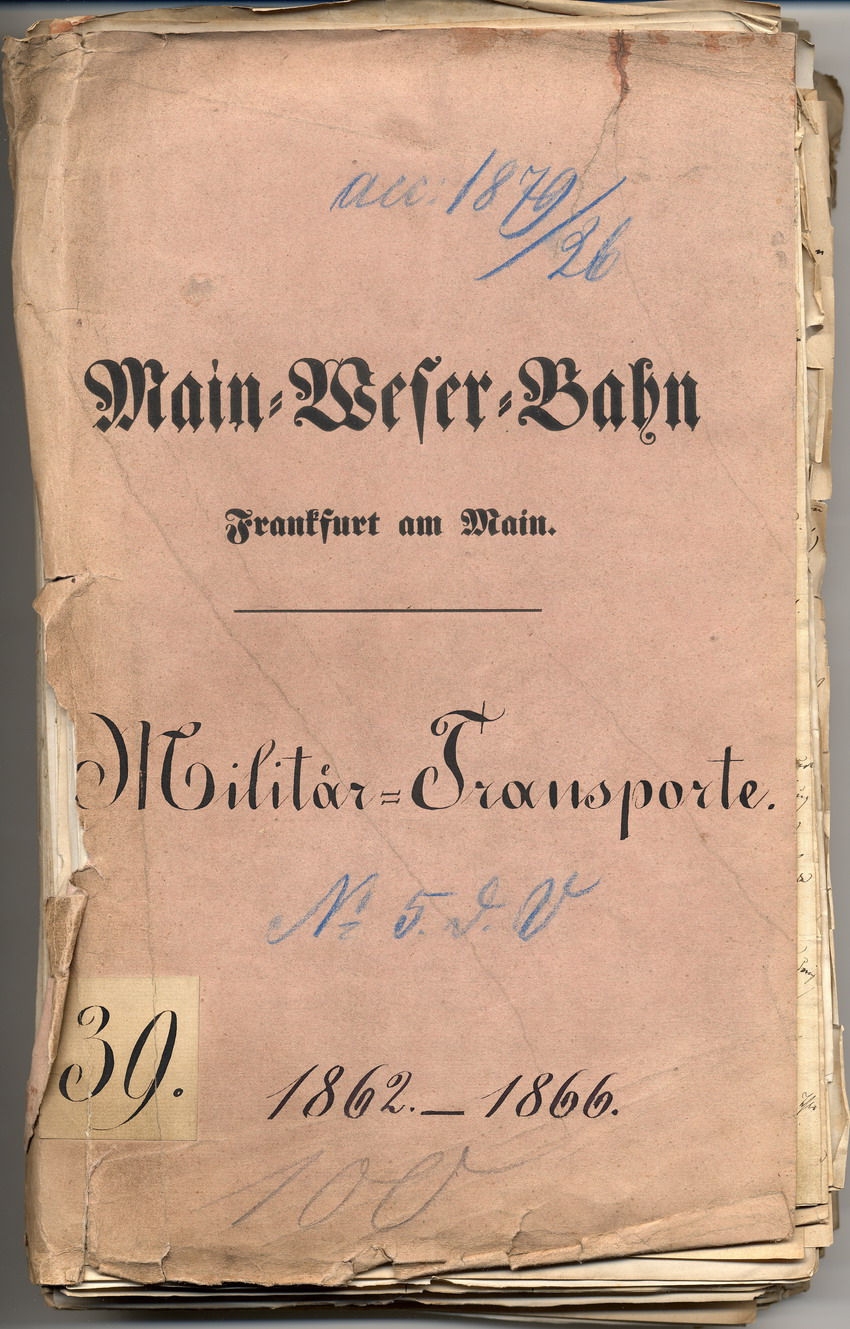 acc: 1879/26
Main-Weser-Bahn
Frankfurt am Main.
Militär-Transporte.
No 5. d. V
39.
1862. — 1866.
100